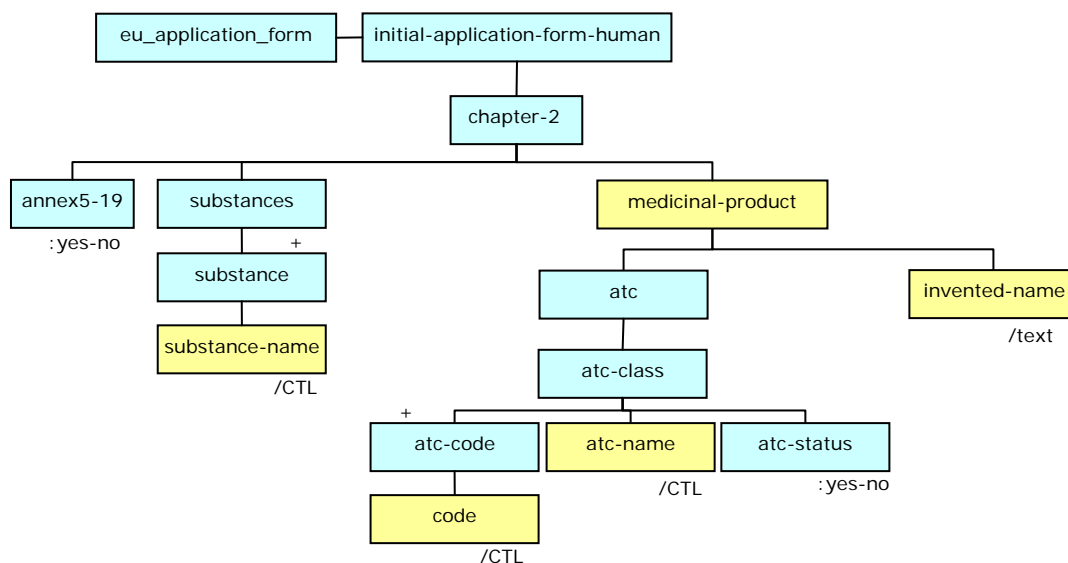 eu_application_form
initial-application-form-human
chapter-2
annex5-19
substances
medicinal-product
:yes-no
+
substance
atc
invented-name
/text
substance-name
atc-class
/CTL
+
atc-code
atc-name
atc-status
/CTL
:yes-no
code
/CTL